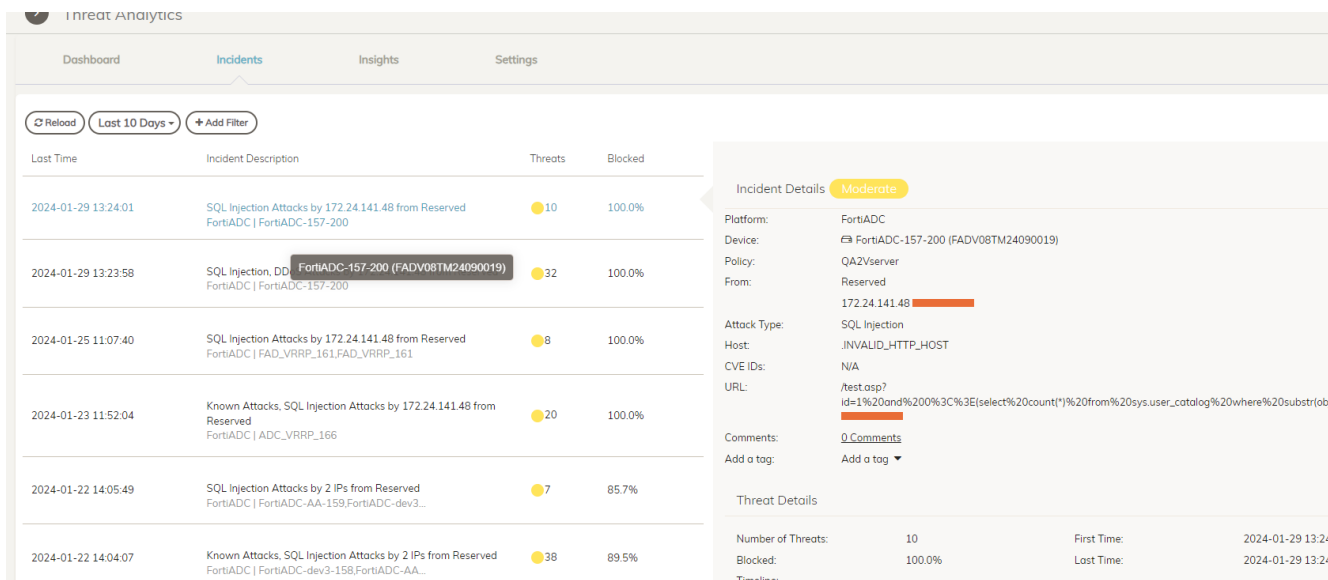 Threat Analytics
Dashboard Incidents Insights Settings
Reload Last 10 Days + Add Filter
Last Time Incident Description Threats Blocked
2024-01-29 13:24:01 SQL Injection Attacks by 172.24.141.48 from Reserved 10 100.0%
FortiADC | FortiADC-157-200
FortiADC-157-200 (FADV08TM24090019)
2024-01-29 13:23:58 SQL Injection, 32 100.0%
FortiADC | FortiADC-157-200
2024-01-25 11:07:40 SQL Injection Attacks by 172.24.141.48 from Reserved 8 100.0%
FortiADC | FAD_VRRP_161,FAD_VRRP_161
2024-01-23 11:52:04 Known Attacks, SQL Injection Attacks by 172.24.141.48 from 20 100.0%
Reserved
FortiADC | ADC_VRRP_166
2024-01-22 14:05:49 SQL Injection Attacks by 2 IPs from Reserved 7 85.7%
FortiADC | FortiADC-AA-159,FortiADC-dev3...
2024-01-22 14:04:07 Known Attacks, SQL Injection Attacks by 2 IPs from Reserved 38 89.5%
FortiADC | FortiADC-dev3-158,FortiADC-AA...
Incident Details Moderate
Platform: FortiADC
Device: FortiADC-157-200 (FADV08TM24090019)
Policy: QA2Vserver
From: Reserved
172.24.141.48
Attack Type: SQL Injection
Host: .INVALID_HTTP_HOST
CVE IDs: N/A
URL: /test.asp?
id=1%20and%200%3C%3E(select%20count(*)%20from%20sys.user_catalog%20where%20substr(ob
Comments: 0 Comments
Add a tag: Add a tag
Threat Details
Number of Threats: 10 First Time: 2024-01-29 13:24
Blocked: 100.0% Last Time: 2024-01-29 13:24
Timeline: